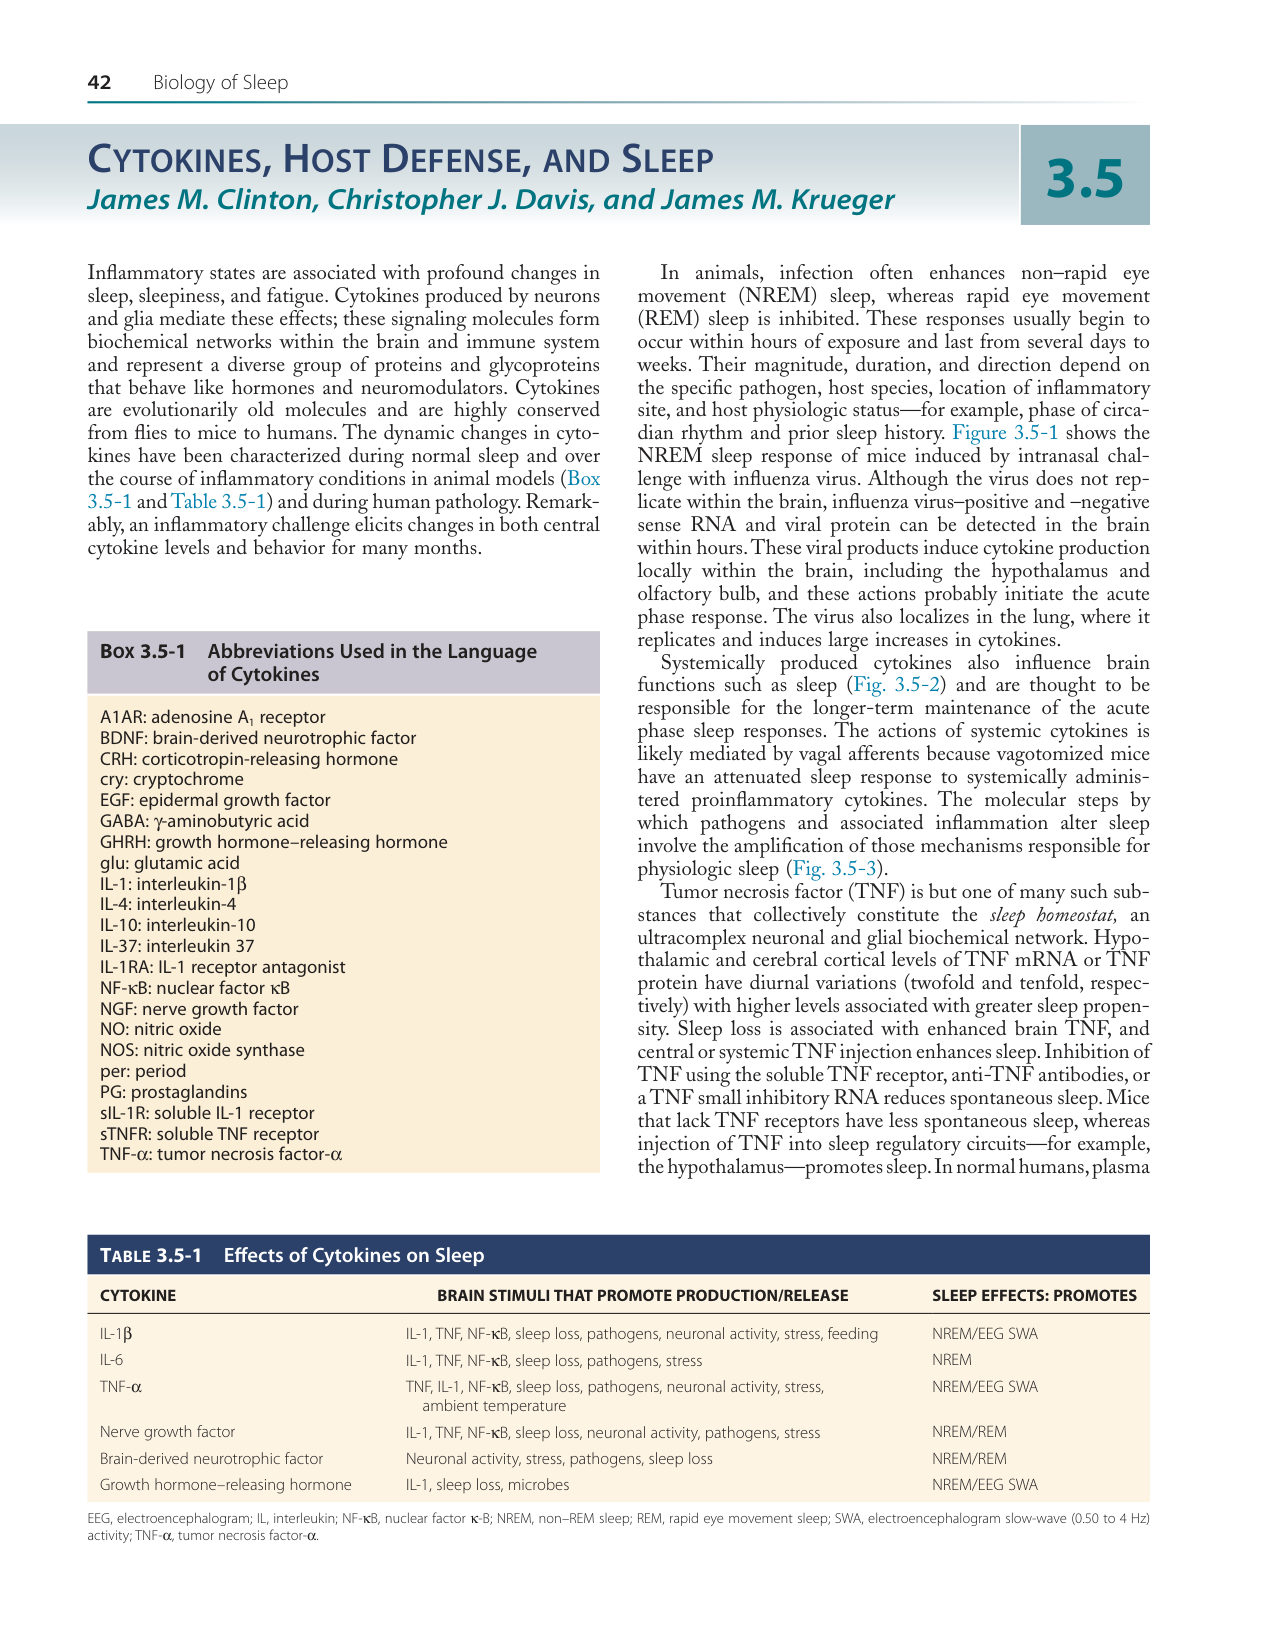 42 Biology of Sleep
CYTOKINES, HOST DEFENSE, AND SLEEP
James M. Clinton, Christopher J. Davis, and James M. Krueger
3.5
Inflammatory states are associated with profound changes in
sleep, sleepiness, and fatigue. Cytokines produced by neurons
and glia mediate these effects; these signaling molecules form
biochemical networks within the brain and immune system
and represent a diverse group of proteins and glycoproteins
that behave like hormones and neuromodulators. Cytokines
are evolutionarily old molecules and are highly conserved
from flies to mice to humans. The dynamic changes in cyto-
kines have been characterized during normal sleep and over
the course of inflammatory conditions in animal models (Box
3.5-1 and Table 3.5-1) and during human pathology. Remark-
ably, an inflammatory challenge elicits changes in both central
cytokine levels and behavior for many months.
BOX 3.5-1 Abbreviations Used in the Language
of Cytokines
A1AR: adenosine A₁ receptor
BDNF: brain-derived neurotrophic factor
CRH: corticotropin-releasing hormone
cry: cryptochrome
EGF: epidermal growth factor
GABA: γ-aminobutyric acid
GHRH: growth hormone–releasing hormone
glu: glutamic acid
IL-1: interleukin-1β
IL-4: interleukin-4
IL-10: interleukin-10
IL-37: interleukin 37
IL-1RA: IL-1 receptor antagonist
NF-κB: nuclear factor κB
NGF: nerve growth factor
NO: nitric oxide
NOS: nitric oxide synthase
per: period
PG: prostaglandins
sIL-1R: soluble IL-1 receptor
sTNFR: soluble TNF receptor
TNF-α: tumor necrosis factor-α
In animals, infection often enhances non–rapid eye
movement (NREM) sleep, whereas rapid eye movement
(REM) sleep is inhibited. These responses usually begin to
occur within hours of exposure and last from several days to
weeks. Their magnitude, duration, and direction depend on
the specific pathogen, host species, location of inflammatory
site, and host physiologic status—for example, phase of circa-
dian rhythm and prior sleep history. Figure 3.5-1 shows the
NREM sleep response of mice induced by intranasal chal-
lenge with influenza virus. Although the virus does not rep-
licate within the brain, influenza virus–positive and –negative
sense RNA and viral protein can be detected in the brain
within hours. These viral products induce cytokine production
locally within the brain, including the hypothalamus and
olfactory bulb, and these actions probably initiate the acute
phase response. The virus also localizes in the lung, where it
replicates and induces large increases in cytokines.
Systemically produced cytokines also influence brain
functions such as sleep (Fig. 3.5-2) and are thought to be
responsible for the longer-term maintenance of the acute
phase sleep responses. The actions of systemic cytokines is
likely mediated by vagal afferents because vagotomized mice
have an attenuated sleep response to systemically adminis-
tered proinflammatory cytokines. The molecular steps by
which pathogens and associated inflammation alter sleep
involve the amplification of those mechanisms responsible for
physiologic sleep (Fig. 3.5-3).
Tumor necrosis factor (TNF) is but one of many such sub-
stances that collectively constitute the sleep homeostat, an
ultracomplex neuronal and glial biochemical network. Hypo-
thalamic and cerebral cortical levels of TNF mRNA or TNF
protein have diurnal variations (twofold and tenfold, respec-
tively) with higher levels associated with greater sleep propen-
sity. Sleep loss is associated with enhanced brain TNF, and
central or systemic TNF injection enhances sleep. Inhibition of
TNF using the soluble TNF receptor, anti-TNF antibodies, or
a TNF small inhibitory RNA reduces spontaneous sleep. Mice
that lack TNF receptors have less spontaneous sleep, whereas
injection of TNF into sleep regulatory circuits—for example,
the hypothalamus—promotes sleep. In normal humans, plasma
TABLE 3.5-1 Effects of Cytokines on Sleep
CYTOKINE BRAIN STIMULI THAT PROMOTE PRODUCTION/RELEASE SLEEP EFFECTS: PROMOTES
IL-1β IL-1, TNF, NF-κB, sleep loss, pathogens, neuronal activity, stress, feeding NREM/EEG SWA
IL-6 IL-1, TNF, NF-κB, sleep loss, pathogens, stress NREM
TNF-α TNF, IL-1, NF-κB, sleep loss, pathogens, neuronal activity, stress, NREM/EEG SWA
ambient temperature
Nerve growth factor IL-1, TNF, NF-κB, sleep loss, neuronal activity, pathogens, stress NREM/REM
Brain-derived neurotrophic factor Neuronal activity, stress, pathogens, sleep loss NREM/REM
Growth hormone–releasing hormone IL-1, sleep loss, microbes NREM/EEG SWA
EEG, electroencephalogram; IL, interleukin; NF-κB, nuclear factor κ-B; NREM, non–REM sleep; REM, rapid eye movement sleep; SWA, electroencephalogram slow-wave (0.50 to 4 Hz)
activity; TNF-α, tumor necrosis factor-α.